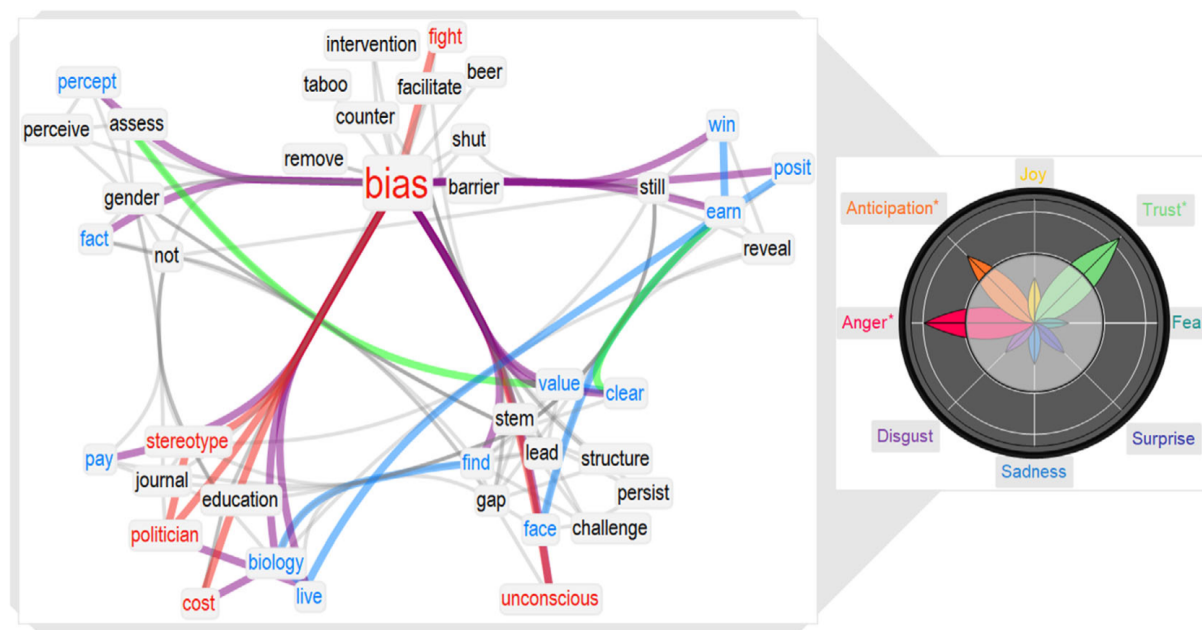 fight
intervention
beer
percept
taboo
facilitate
counter
perceive
assess
shut
win
remove
bias
barrier
posit
still
gender
earn
fact
not
reveal
value
clear
stem
stereotype
lead
structure
pay
find
journal
education
gap
persist
politician
face
challenge
biology
live
cost
unconscious
Joy
Anticipation*
Trust*
Anger*
Fea
Disgust
Surprise
Sadness